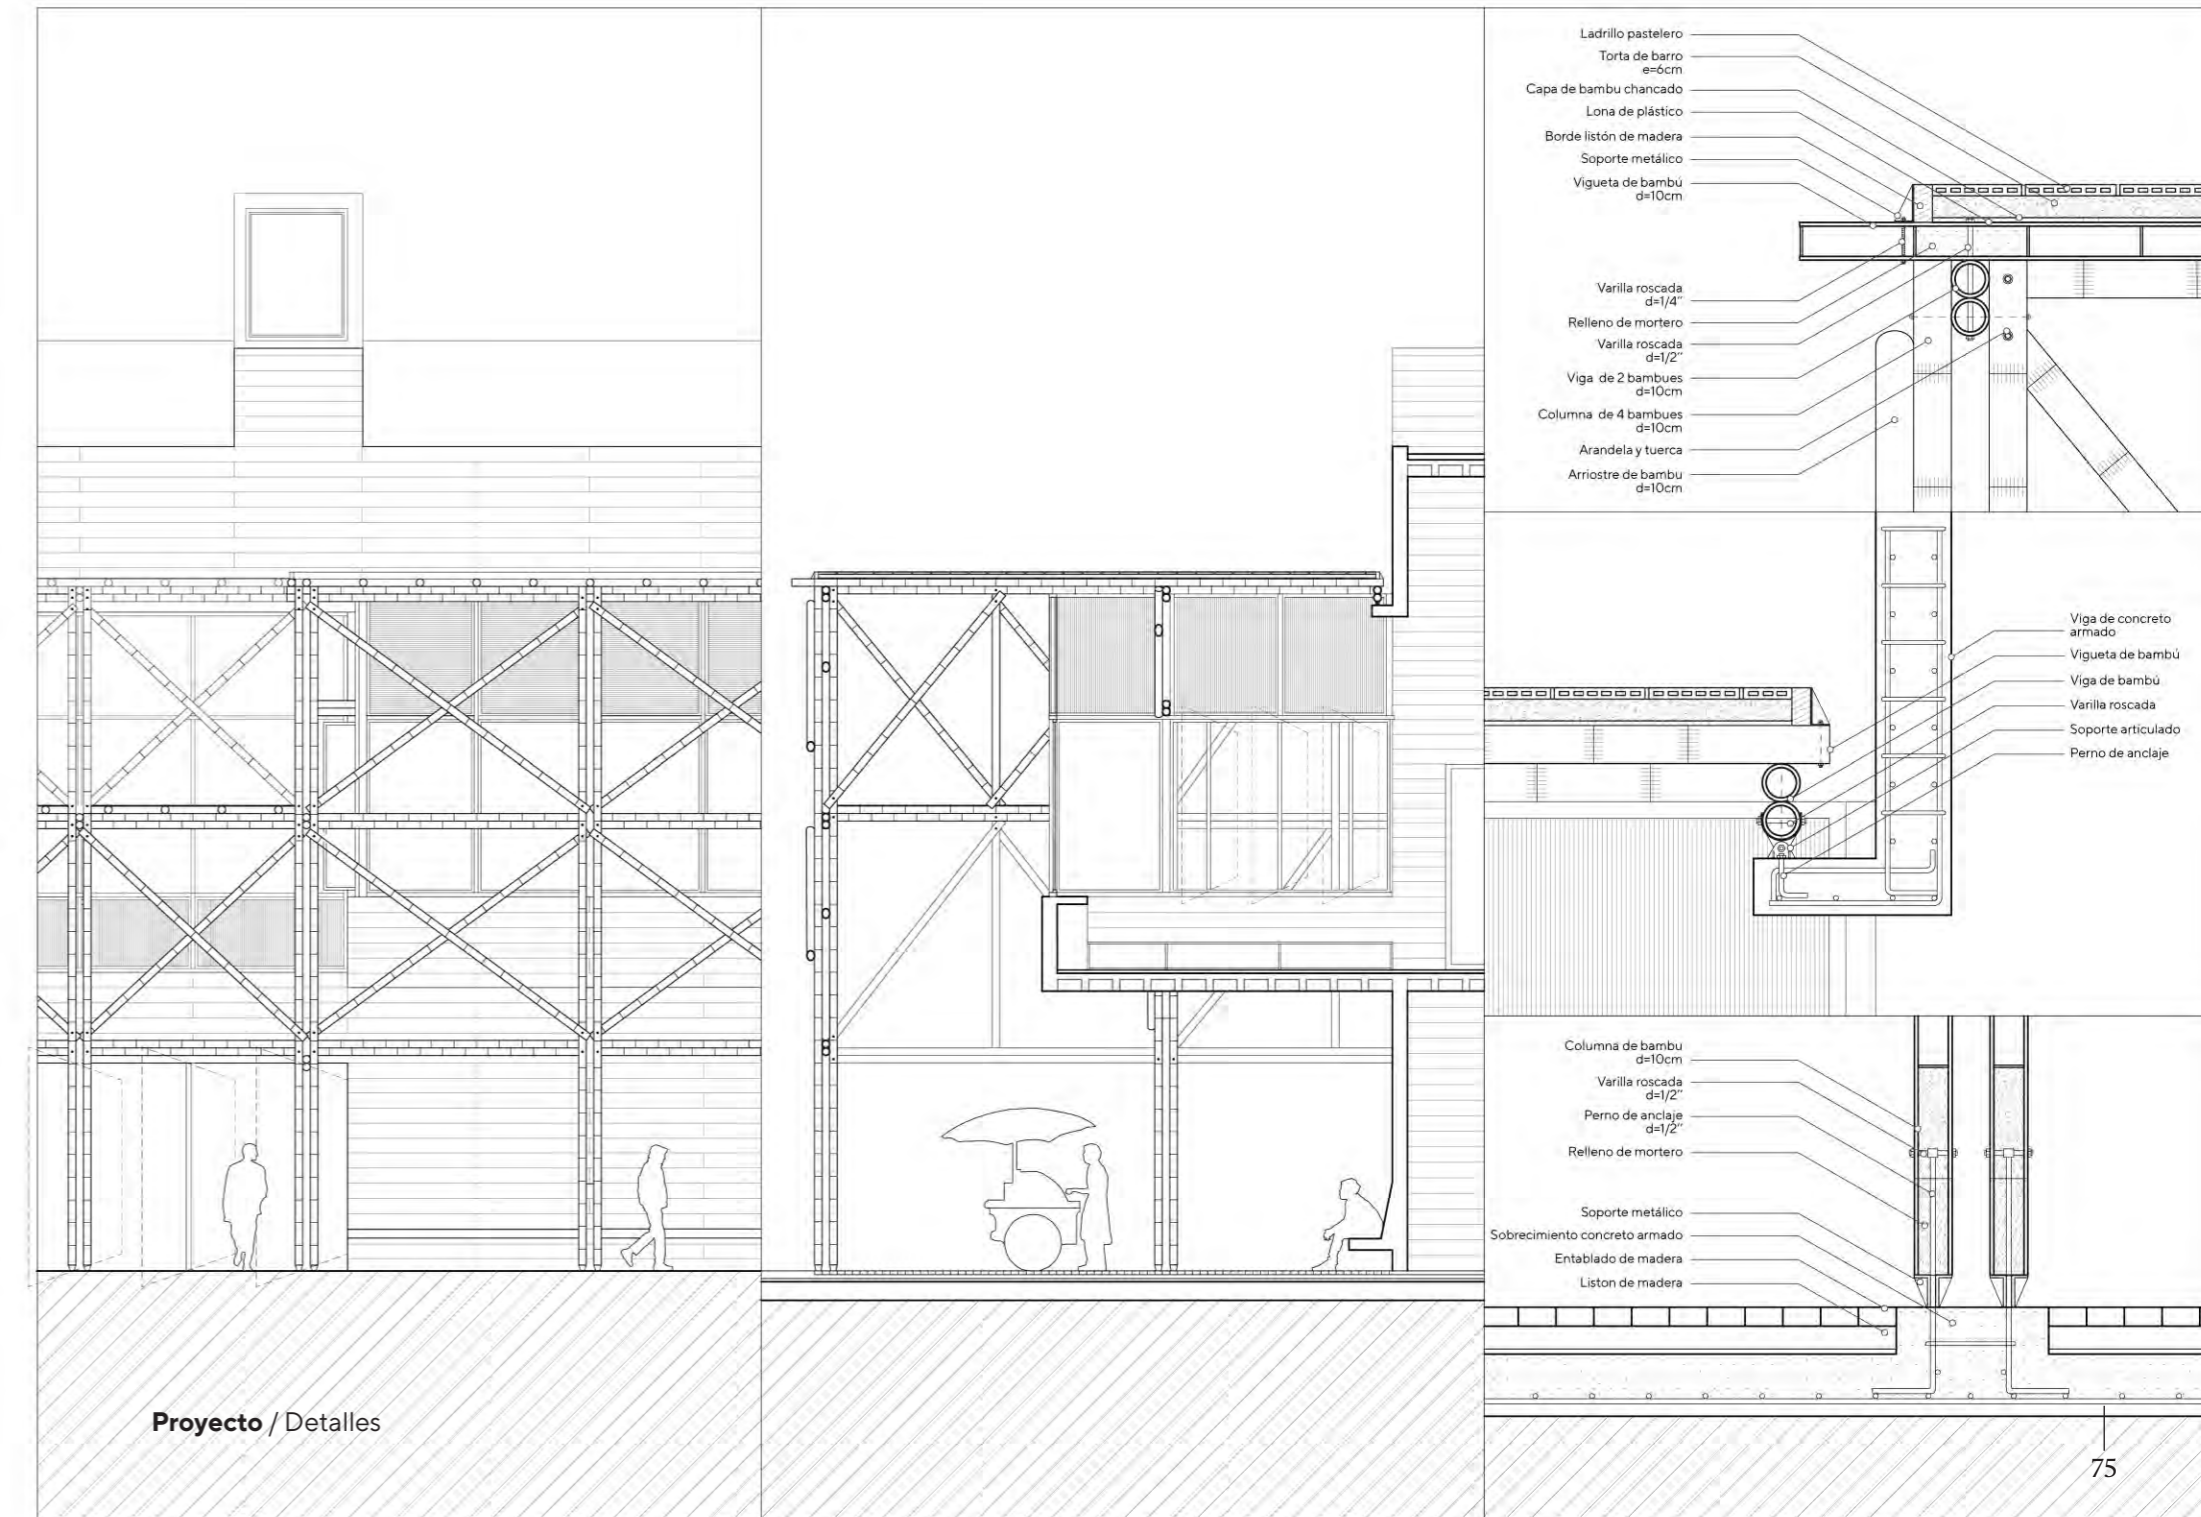 Ladrillo pastelero
Torta de barro
e=6cm
Capa de bambu chancado
Lona de plástico
Borde listón de madera
Soporte metálico
Vigueta de bambú
d=10cm
Varilla roscada
d=1/4’’
Relleno de mortero
Varilla roscada
d=1/2’’
Viga de 2 bambues
d=10cm
Columna de 4 bambues
d=10cm
Arandela y tuerca
Arriostre de bambu
d=10cm
Viga de concreto
armado
Vigueta de bambú
Viga de bambú
Varilla roscada
Soporte articulado
Perno de anclaje
Columna de bambu
d=10cm
Varilla roscada
d=1/2’’
Perno de anclaje
d=1/2’’
Relleno de mortero
Soporte metálico
Sobrecimiento concreto armado
Entablado de madera
Liston de madera
Proyecto / Detalles
75